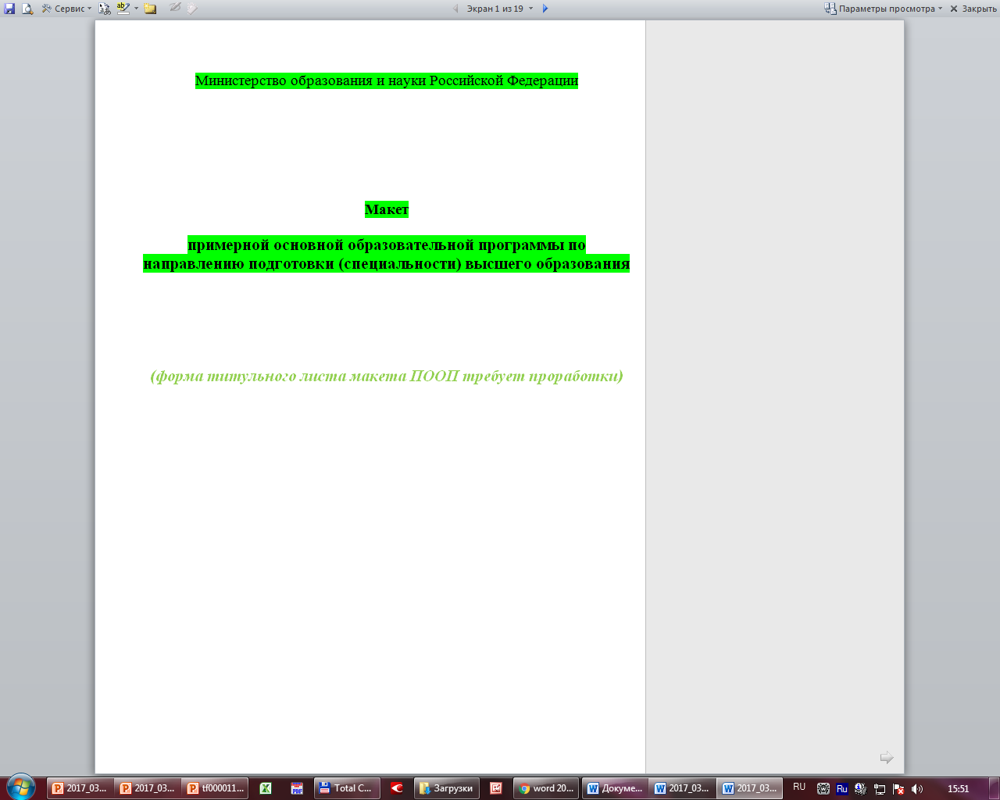 Сервис
Экран 1 из 19
Параметры просмотра
Закрыть
Министерство образования и науки Российской Федерации
Макет
примерной основной образовательной программы по
направлению подготовки (специальности) высшего образования
(форма титульного листа макета ПООП требует проработки)
2017_03...
2017_03...
tf000011...
Total C...
Загрузки
word 20...
Докуме...
2017_03...
2017_03...
RU
Ru
15:51